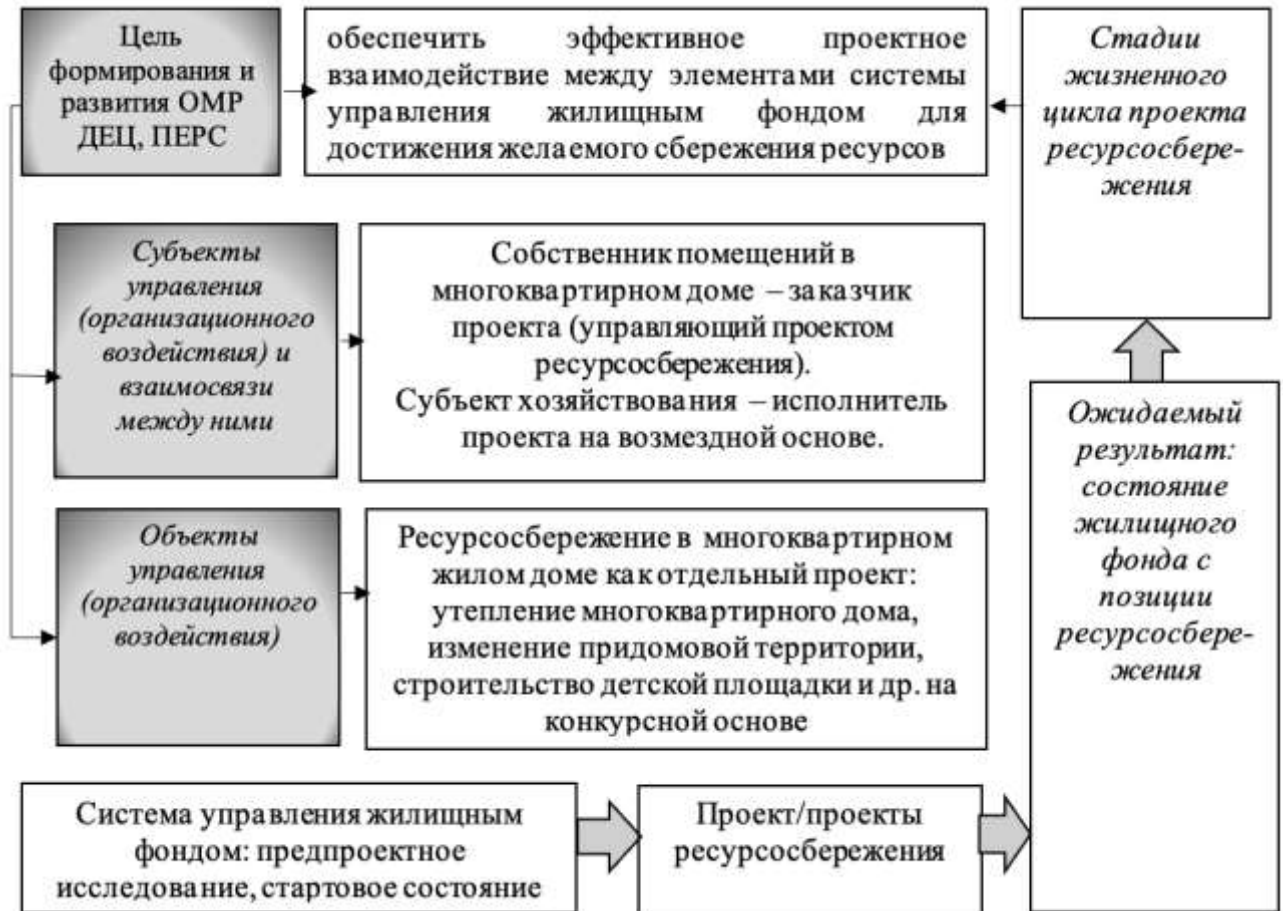 Цель
формирования и
развития ОМР
ДЕЦ, ПЕРС
обеспечить эффективное проектное
взаимодействие между элементами системы
управления жилищным фондом для
достижения желаемого сбережения ресурсов
Стадии
жизненного
цикла проекта
ресурсосбере-
жения
Субъекты
управления
(организационного
воздействия) и
взаимосвязи
между ними
Собственник помещений в
многоквартирном доме – заказчик
проекта (управляющий проектом
ресурсосбережения).
Субъект хозяйствования – исполнитель
проекта на возмездной основе.
Ожидаемый
результат:
состояние
жилищного
фонда с
позиции
ресурсосбере-
жения
Объекты
управления
(организационного
воздействия)
Ресурсосбережение в многоквартирном
жилом доме как отдельный проект:
утепление многоквартирного дома,
изменение придомовой территории,
строительство детской площадки и др. на
конкурсной основе
Система управления жилищным
фондом: предпроектное
исследование, стартовое состояние
Проект/проекты
ресурсосбережения